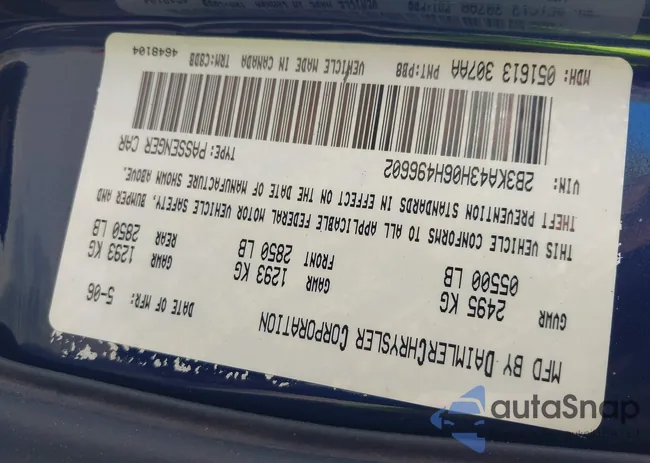 MFD BY DAIMLERCHRYSLER CORPORATION
DATE OF MFR: 5-06
GVWR
2495 KG
05500 LB
GAWR
1293 KG
FRONT 2850 LB
GAWR
1293 KG
REAR 2850 LB
THIS VEHICLE CONFORMS TO ALL APPLICABLE FEDERAL MOTOR VEHICLE SAFETY, BUMPER AND
THEFT PREVENTION STANDARDS IN EFFECT ON THE DATE OF MANUFACTURE SHOWN ABOVE.
VIN: 2B3KA43H06H496602
TYPE: PASSENGER CAR
MDH: 051613 307AA
PNT: PB8
VEHICLE MADE IN CANADA
TRM: C8D8
4648104
autaSnap